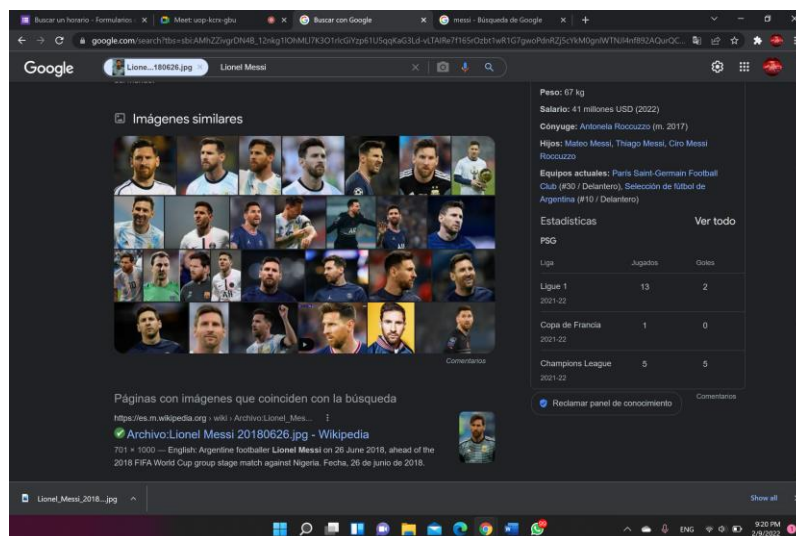 Buscar un horario - Formularios
Meet: uop-kcrx-gbu
Buscar con Google
messi - Búsqueda de Google
Google
Lione...180626.jpg
Lionel Messi
Imágenes similares
Comentarios
Páginas con imágenes que coinciden con la búsqueda
https://es.m.wikipedia.org › wiki › Archivo:Lionel_Mes...
Archivo:Lionel Messi 20180626.jpg - Wikipedia
701 × 1000 — English: Argentine footballer Lionel Messi on 26 June 2018, ahead of the
2018 FIFA World Cup group stage match against Nigeria. Fecha, 26 de junio de 2018.
Peso: 67 kg
Salario: 41 millones USD (2022)
Cónyuge: Antonela Roccuzzo (m. 2017)
Hijos: Mateo Messi, Thiago Messi, Ciro Messi
Roccuzzo
Equipos actuales: Paris Saint-Germain Football
Club (#30 / Delantero), Selección de fútbol de
Argentina (#10 / Delantero)
Estadísticas
Ver todo
PSG
Liga Jugados Goles
Ligue 1 13 2
2021-22
Copa de Francia 1 0
2021-22
Champions League 5 5
2021-22
Reclamar panel de conocimiento
Comentarios
Lionel_Messi_2018....jpg
Show all
ENG
9:20 PM
2/9/2022